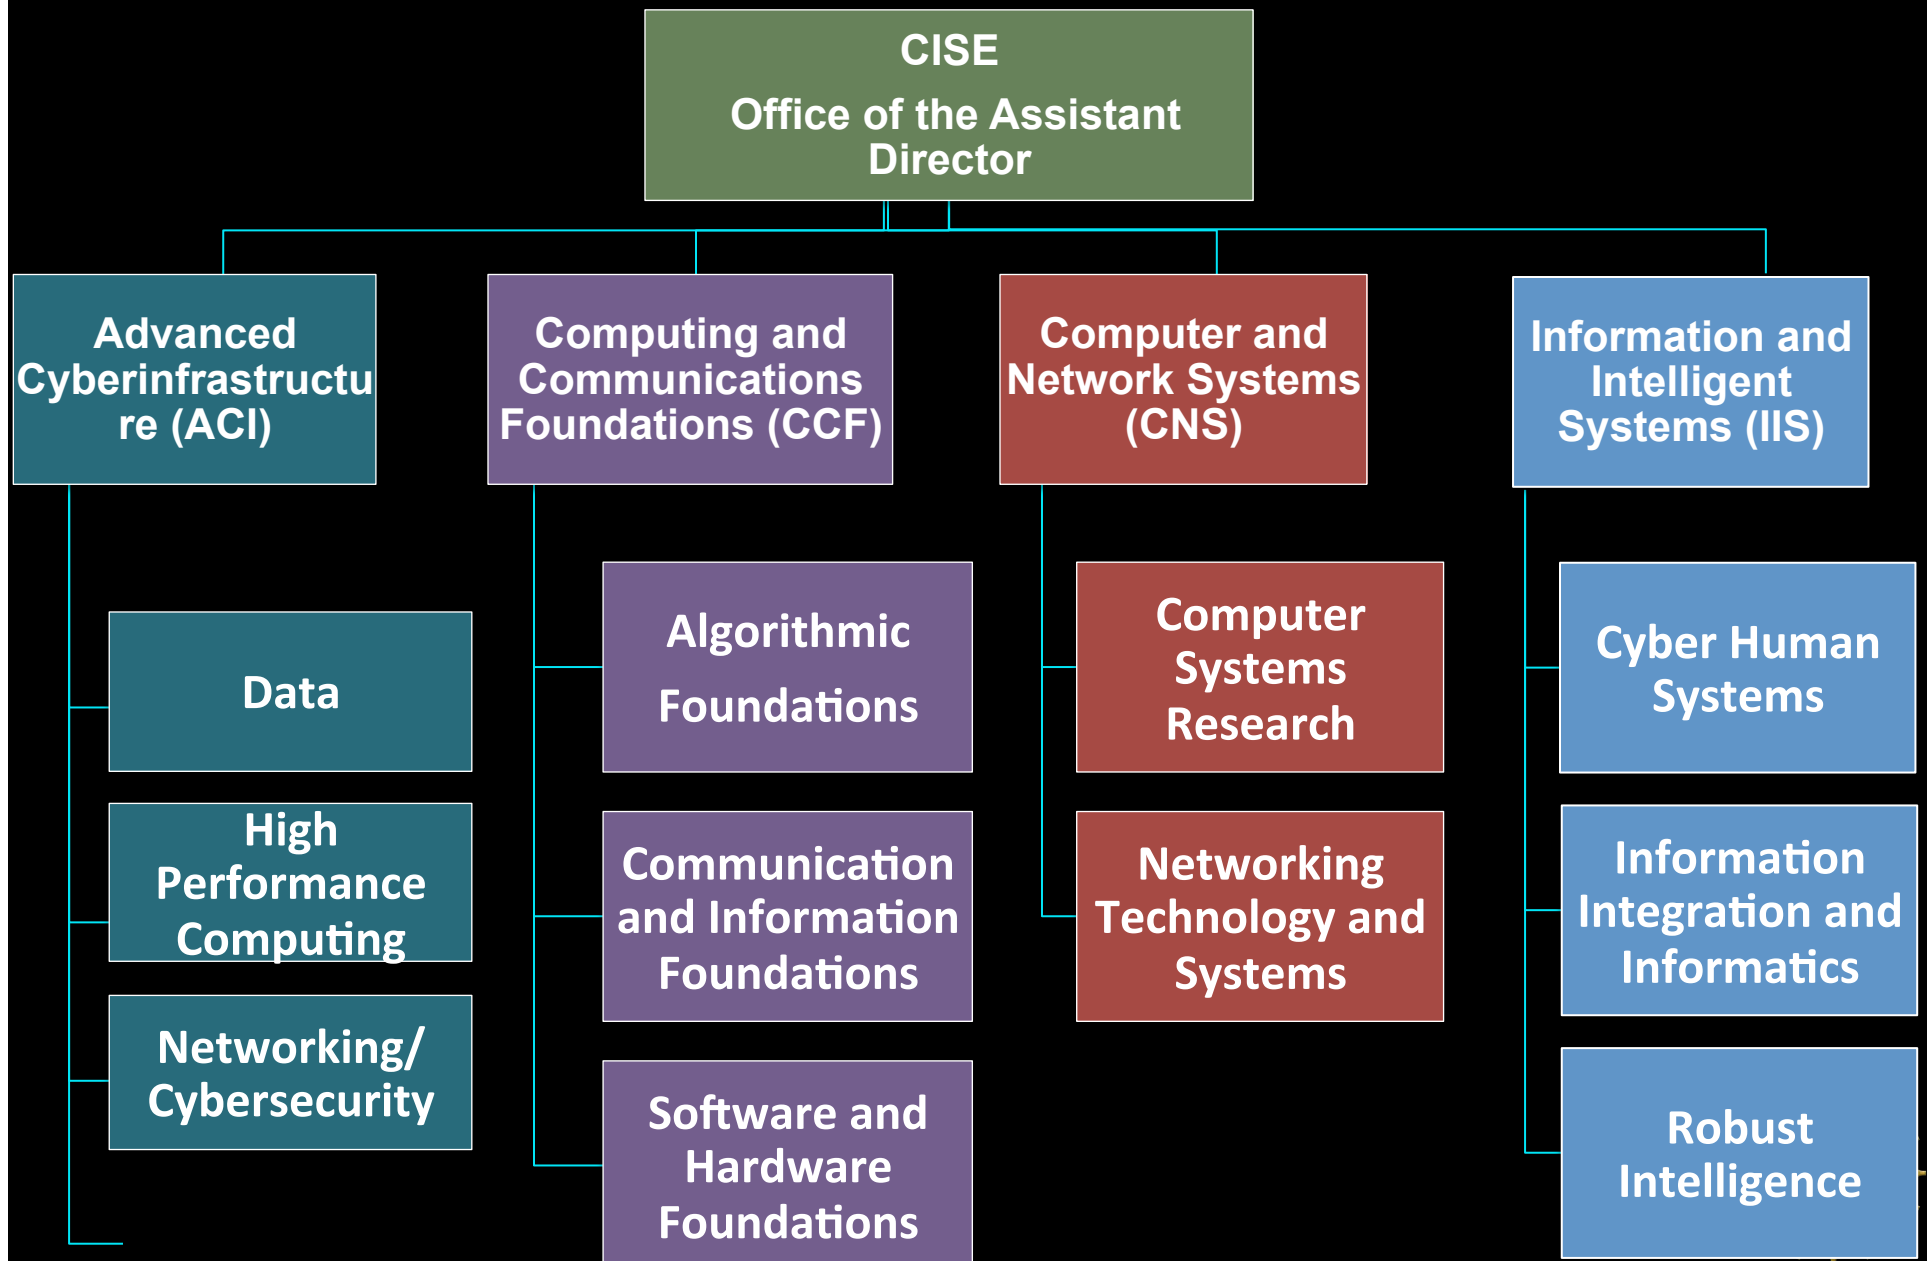 CISE
Office of the Assistant
Director
Advanced
Cyberinfrastructu
re (ACI)
Computing and
Communications
Foundations (CCF)
Computer and
Network Systems
(CNS)
Information and
Intelligent
Systems (IIS)
Data
High
Performance
Computing
Networking/
Cybersecurity
Algorithmic
Foundations
Communication
and Information
Foundations
Software and
Hardware
Foundations
Computer
Systems
Research
Networking
Technology and
Systems
Cyber Human
Systems
Information
Integration and
Informatics
Robust
Intelligence